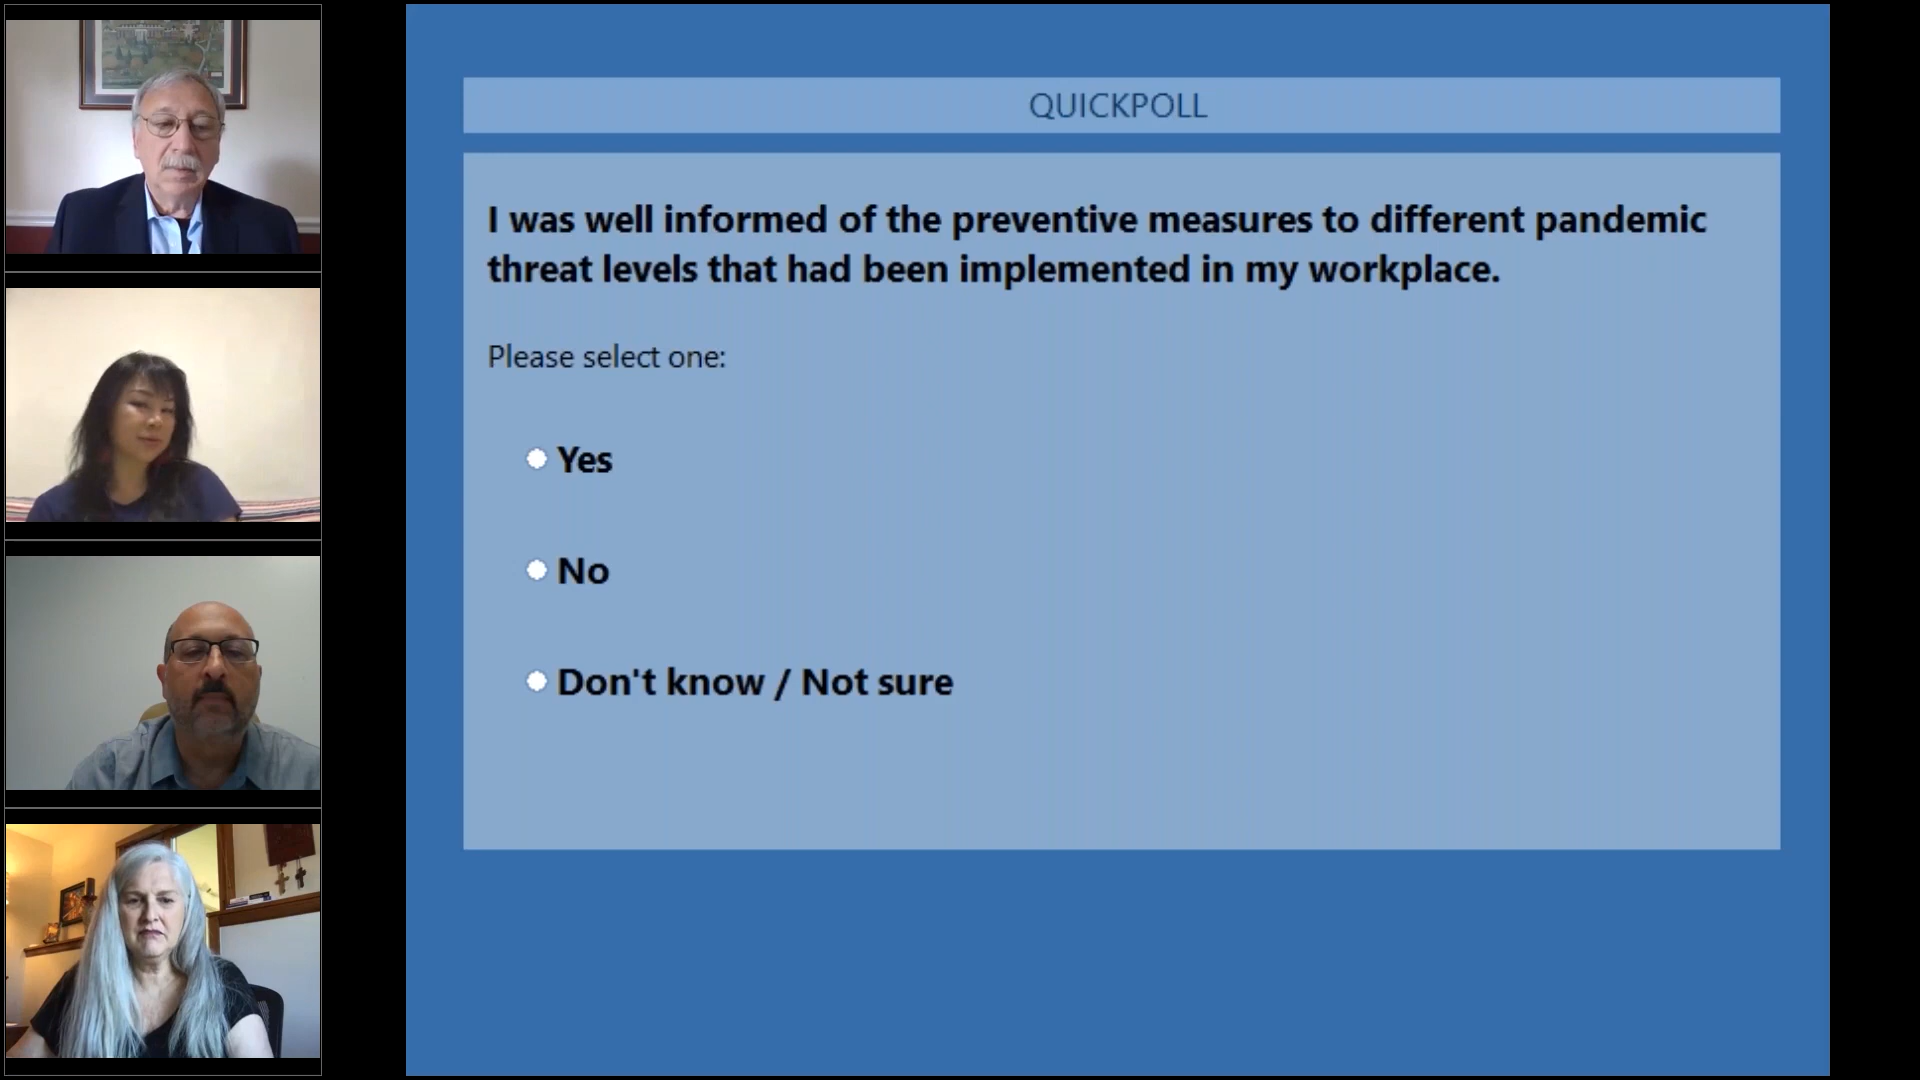 QUICKPOLL
I was well informed of the preventive measures to different pandemic
threat levels that had been implemented in my workplace.
Please select one:
Yes
No
Don't know / Not sure